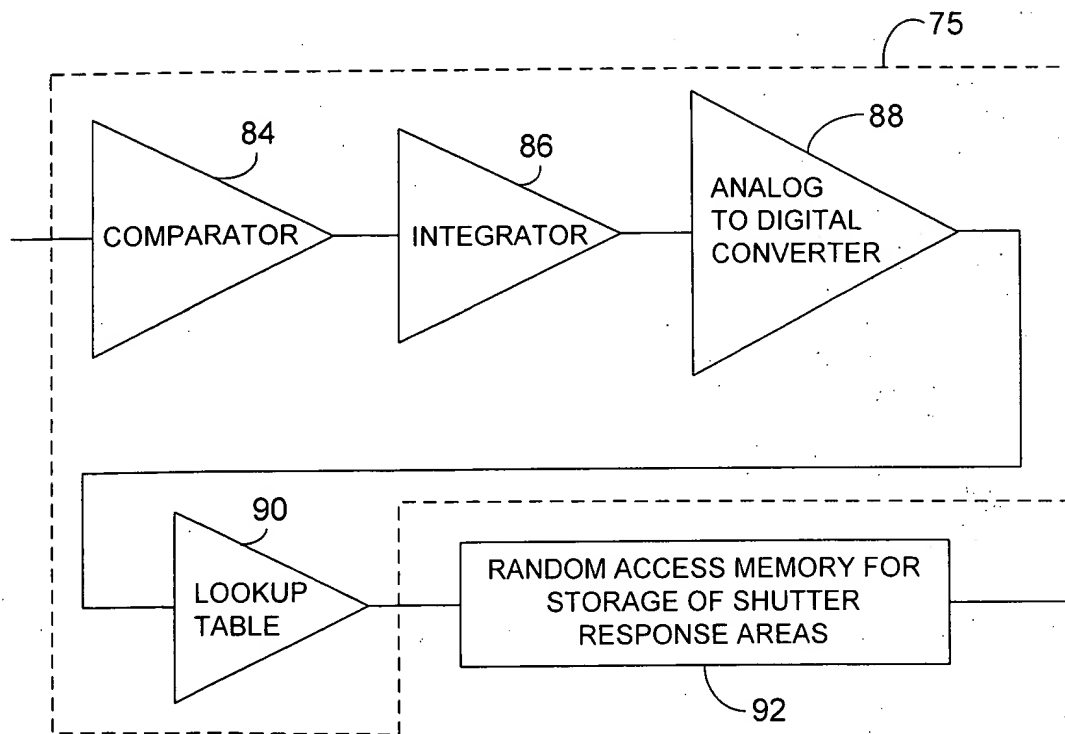 75
84
86
88
COMPARATOR
INTEGRATOR
ANALOG
TO DIGITAL
CONVERTER
90
LOOKUP
TABLE
RANDOM ACCESS MEMORY FOR
STORAGE OF SHUTTER
RESPONSE AREAS
92